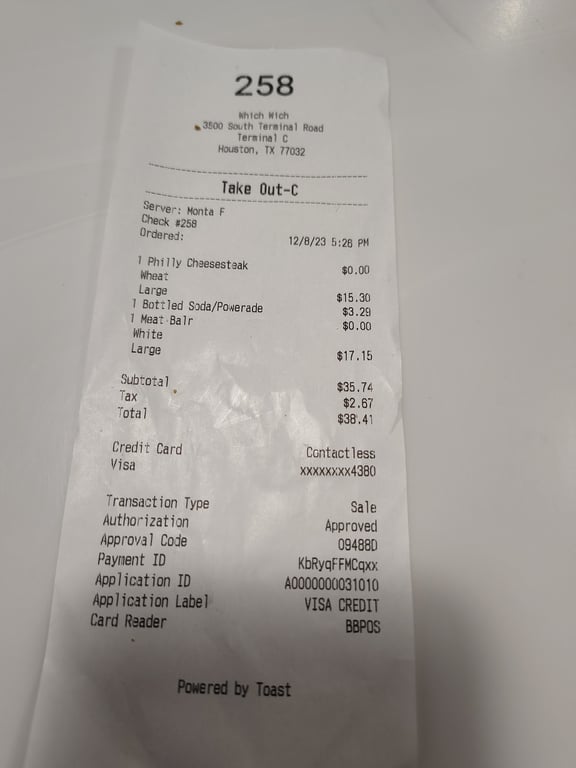 258
Which Wich
3800 South Terminal Road
Terminal C
Houston, TX 77032
Take Out-C
Server: Monta F
Check #258
Ordered:
12/8/23 5:26 PM
1 Philly Cheesesteak $0.00
Wheat
Large $15.30
1 Bottled Soda/Powerade $3.29
1 Meat Balr $0.00
White
Large $17.15
Subtotal $35.74
Tax $2.67
Total $38.41
Credit Card Contactless
Visa xxxxxxxx4380
Transaction Type Sale
Authorization Approved
Approval Code 09488D
Payment ID KbRyqFFMCqxx
Application ID A0000000031010
Application Label VISA CREDIT
Card Reader BBPOS
Powered by Toast